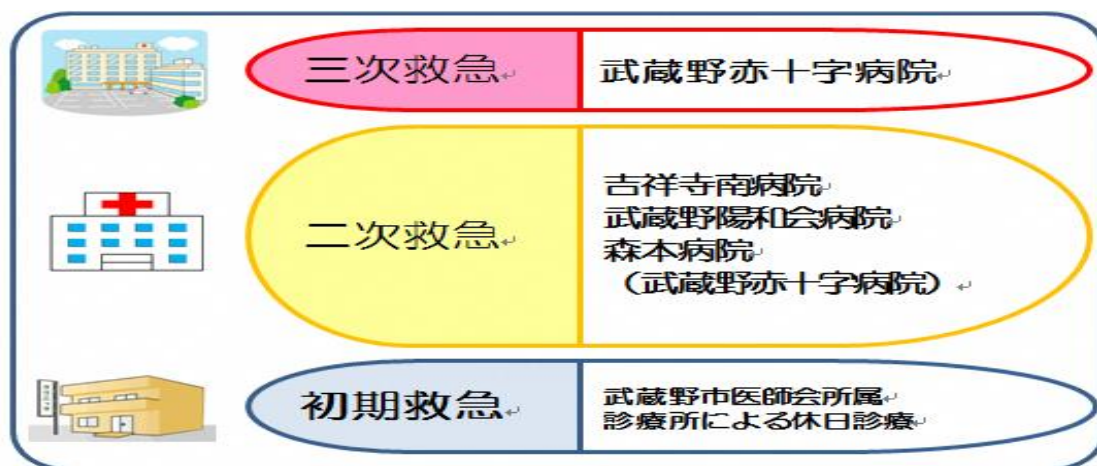 三次救急
武蔵野赤十字病院
二次救急
吉祥寺南病院
武蔵野陽和会病院
森本病院
（武蔵野赤十字病院）
初期救急
武蔵野市医師会所属
診療所による休日診療